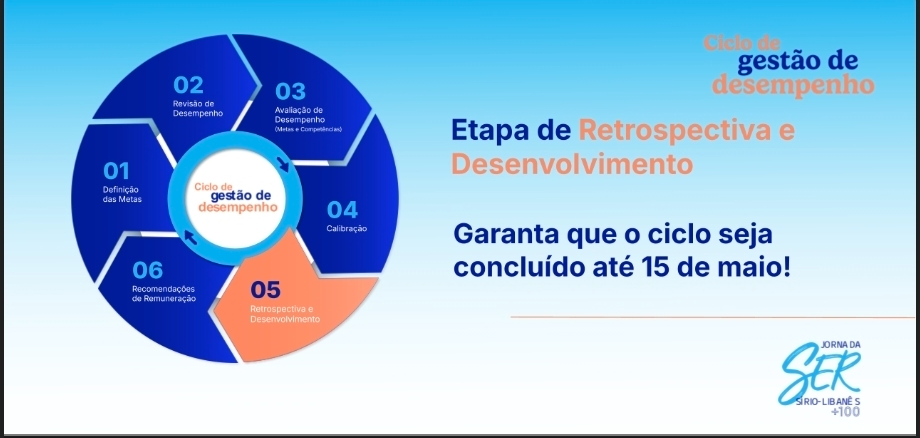 Ciclo de
gestão de
desempenho
Etapa de Retrospectiva e
Desenvolvimento
Garanta que o ciclo seja
concluído até 15 de maio!
01
Definição
das Metas
02
Revisão de
Desempenho
03
Avaliação de
Desempenho
(Metas e Competências)
04
Calibração
05
Retrospectiva e
Desenvolvimento
06
Recomendações
de Remuneração
Ciclo de
gestão de
desempenho
JORNADA
SER
SÍRIO-LIBANÊS
+100